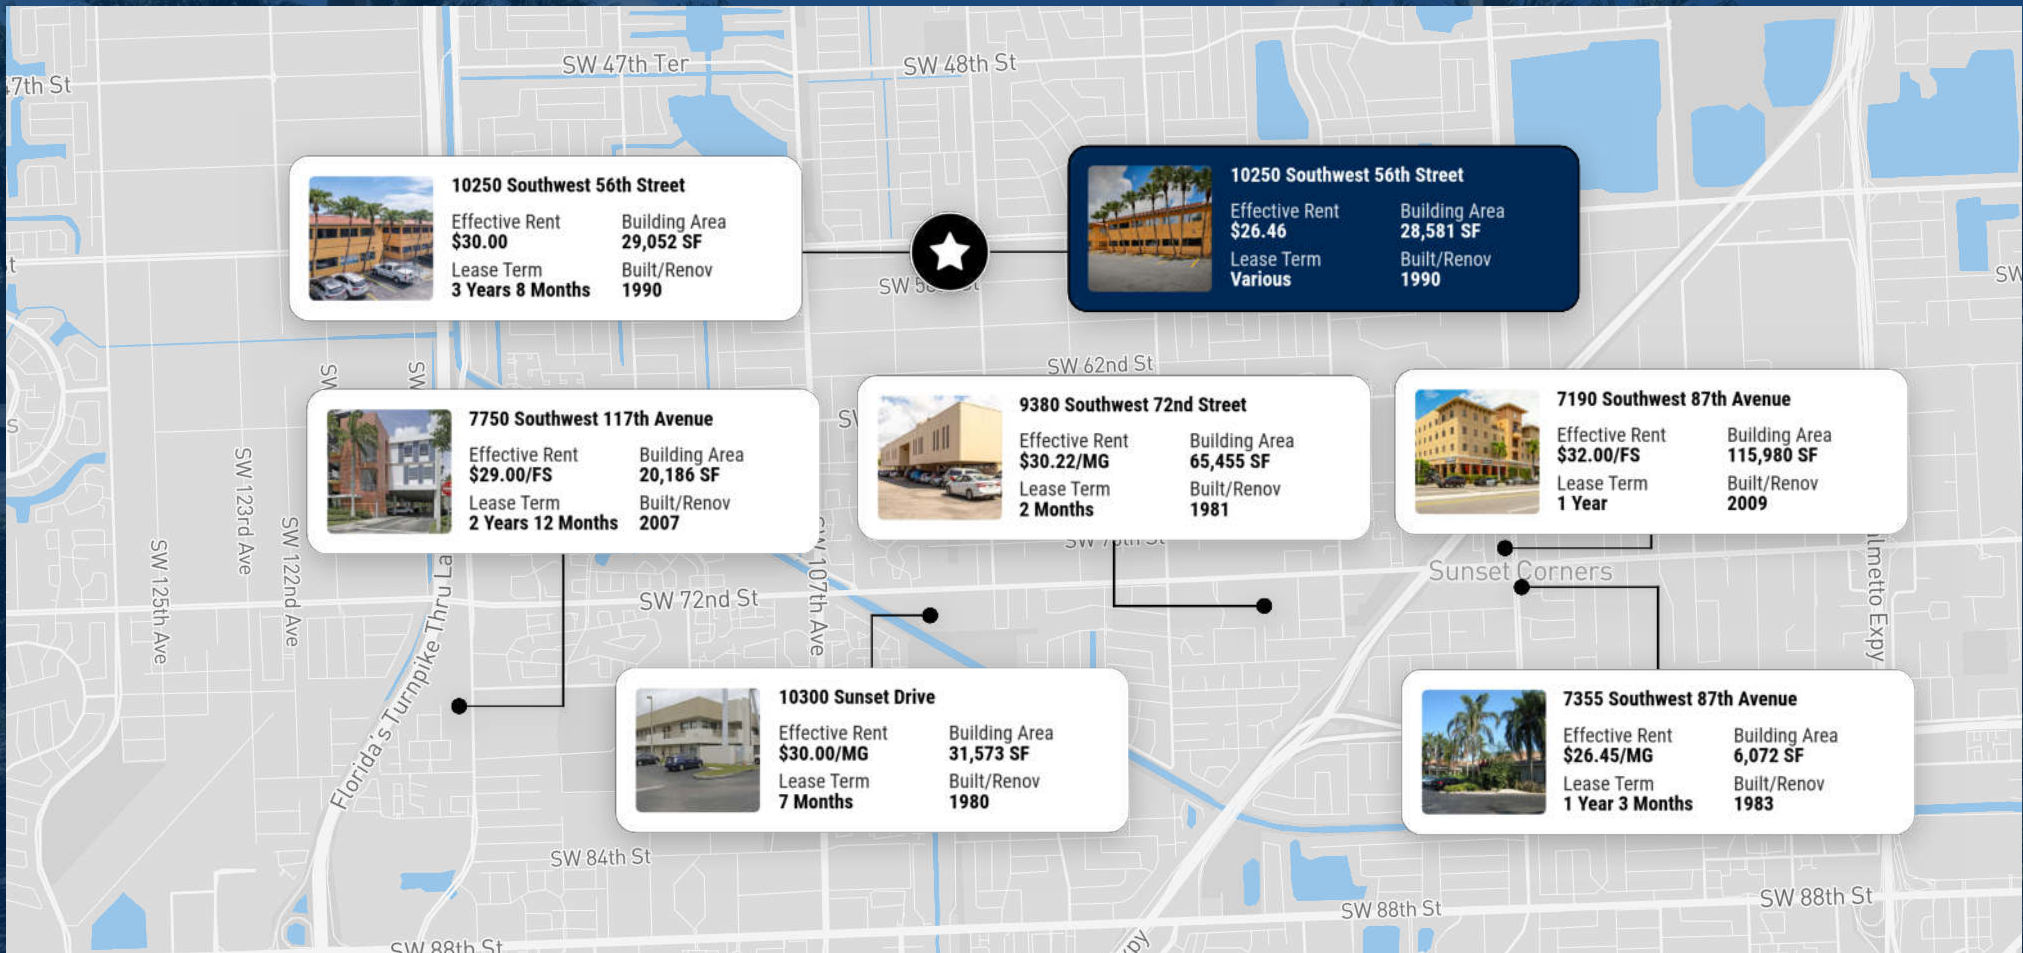 SW 47th Ter
SW 48th St
47th St
10250 Southwest 56th Street
Effective Rent Building Area
$30.00 29,052 SF
Lease Term Built/Renov
3 Years 8 Months 1990
10250 Southwest 56th Street
Effective Rent Building Area
$26.46 28,581 SF
Lease Term Built/Renov
Various 1990
SW
SW
SW 62nd St
SW
SW
7750 Southwest 117th Avenue
Effective Rent Building Area
$29.00/FS 20,186 SF
Lease Term Built/Renov
2 Years 12 Months 2007
9380 Southwest 72nd Street
Effective Rent Building Area
$30.22/MG 65,455 SF
Lease Term Built/Renov
2 Months 1981
7190 Southwest 87th Avenue
Effective Rent Building Area
$32.00/FS 115,980 SF
Lease Term Built/Renov
1 Year 2009
SW 123rd Ave
SW 122nd Ave
SW 125th Ave
SW 107th Ave
Sunset Corners
SW 72nd St
Florida's Turnpike Thru La
lmetto Expy
10300 Sunset Drive
Effective Rent Building Area
$30.00/MG 31,573 SF
Lease Term Built/Renov
7 Months 1980
7355 Southwest 87th Avenue
Effective Rent Building Area
$26.45/MG 6,072 SF
Lease Term Built/Renov
1 Year 3 Months 1983
SW 84th St
SW 88th St
SW 88th St
SW 88th St
xpy